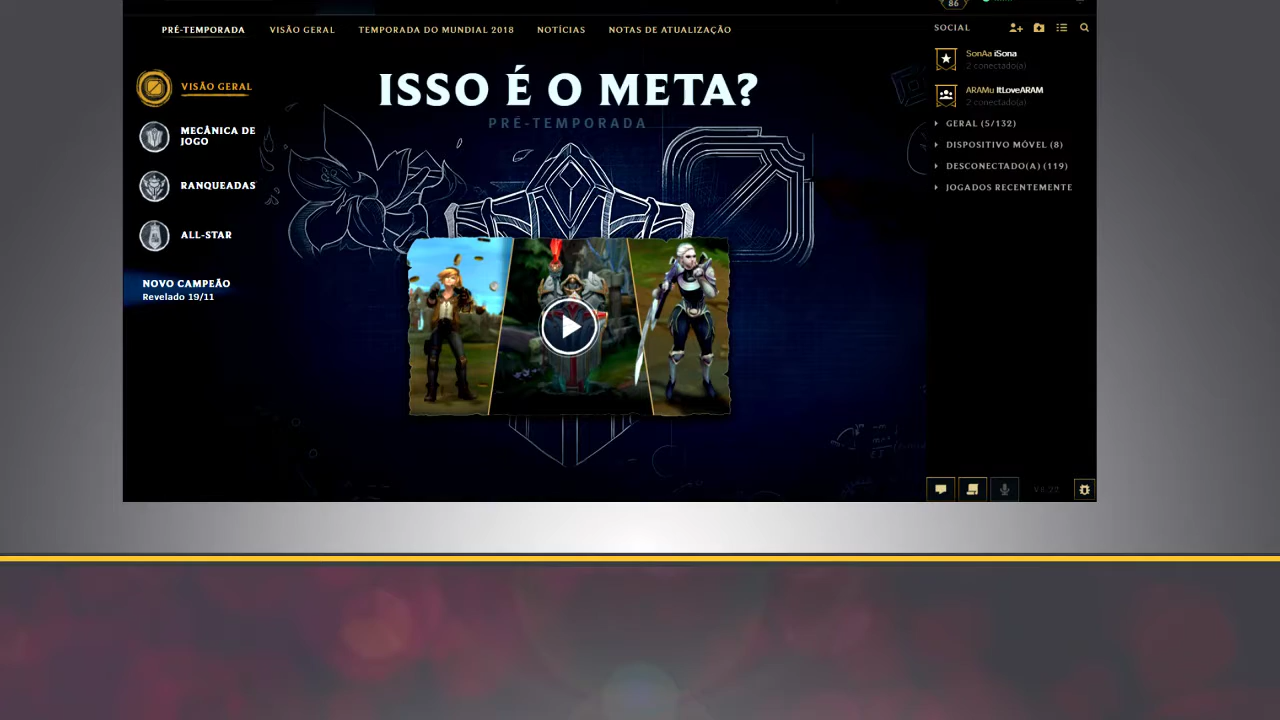 86
PRÉ-TEMPORADA VISÃO GERAL TEMPORADA DO MUNDIAL 2018 NOTÍCIAS NOTAS DE ATUALIZAÇÃO
SOCIAL
VISÃO GERAL
MECÂNICA DE
JOGO
RANQUEADAS
ALL-STAR
NOVO CAMPEÃO
Revelado 19/11
ISSO É O META?
PRÉ-TEMPORADA
SonAa iSona
2 conectado(a)
ARAMu ItLoveARAM
2 conectado(a)
GERAL (5/132)
DISPOSITIVO MÓVEL (8)
DESCONECTADO(A) (119)
JOGADOS RECENTEMENTE
V8.22